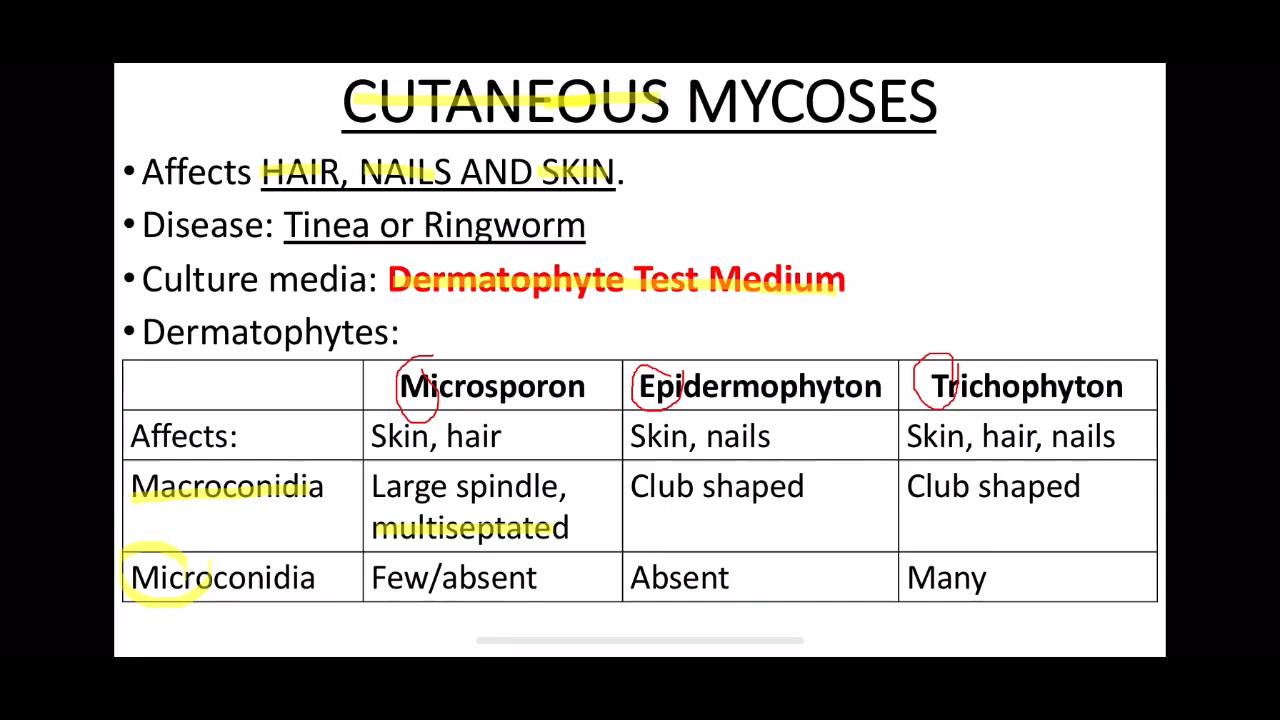 CUTANEOUS MYCOSES
• Affects HAIR, NAILS AND SKIN.
• Disease: Tinea or Ringworm
• Culture media: Dermatophyte Test Medium
• Dermatophytes:
Microsporon Epidermophyton Trichophyton
Affects: Skin, hair Skin, nails Skin, hair, nails
Macroconidia Large spindle, Club shaped Club shaped
multiseptated
Microconidia Few/absent Absent Many